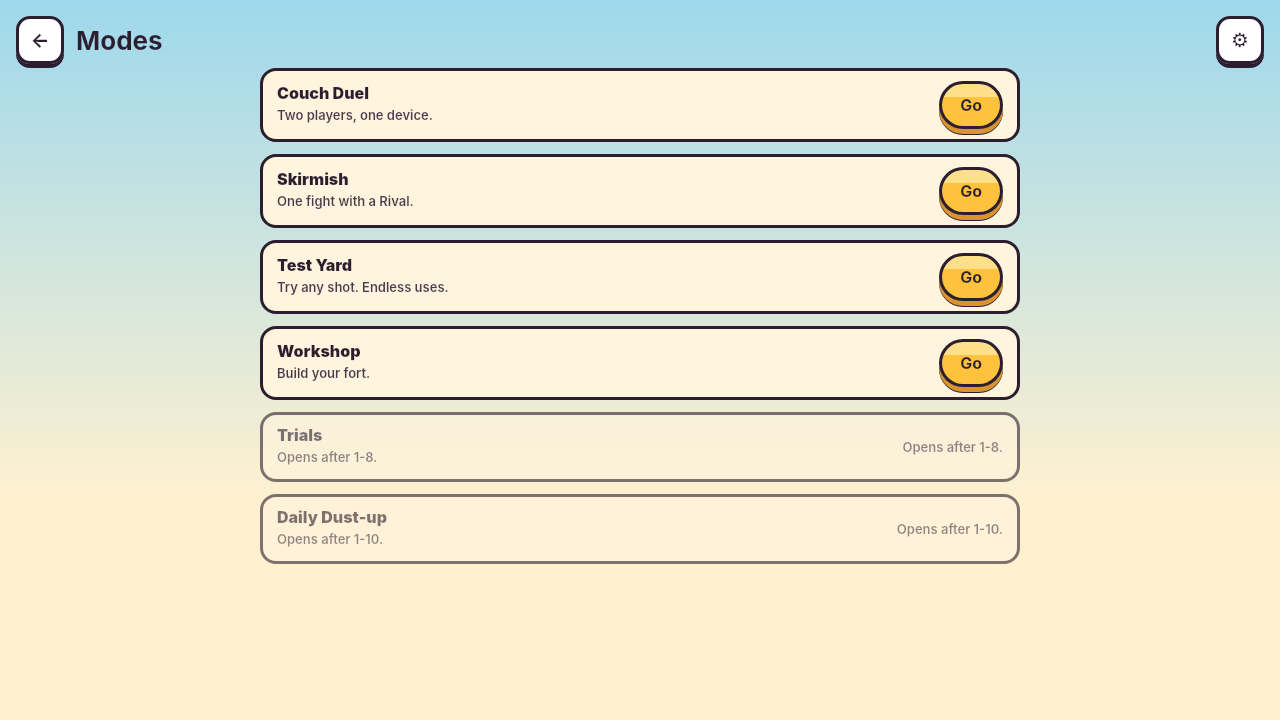 ← Modes ⚙
Couch Duel
Two players, one device.
Go
Skirmish
One fight with a Rival.
Go
Test Yard
Try any shot. Endless uses.
Go
Workshop
Build your fort.
Go
Trials
Opens after 1-8.
Opens after 1-8.
Daily Dust-up
Opens after 1-10.
Opens after 1-10.